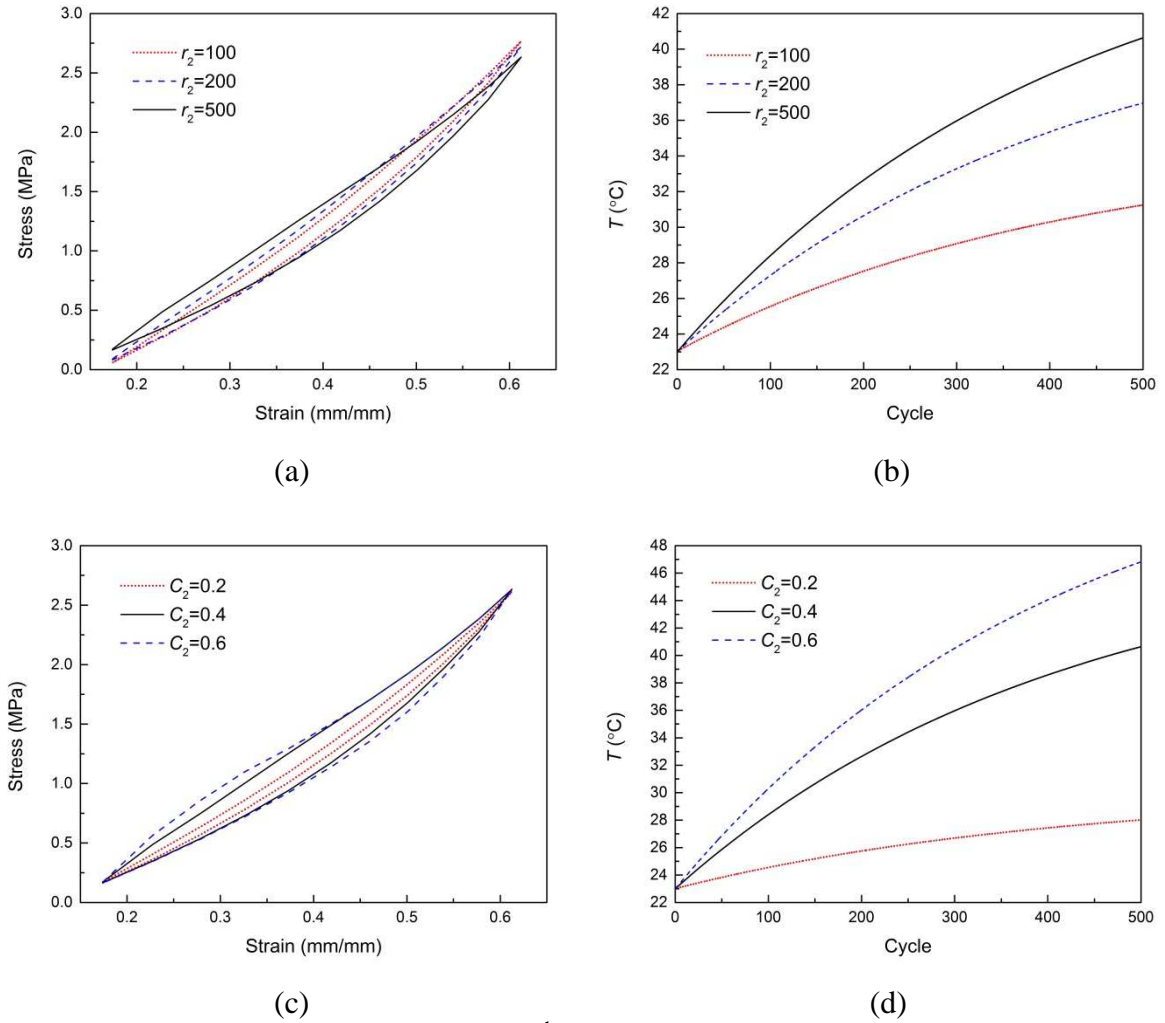 3.0
2.5
2.0
1.5
1.0
0.5
0.0
Stress (MPa)
r2=100
r2=200
r2=500
0.2 0.3 0.4 0.5 0.6
Strain (mm/mm)
(a)
42
40
38
36
34
32
30
28
26
24
22
T (°C)
r2=100
r2=200
r2=500
0 100 200 300 400 500
Cycle
(b)
3.0
2.5
2.0
1.5
1.0
0.5
0.0
Stress (MPa)
C2=0.2
C2=0.4
C2=0.6
0.2 0.3 0.4 0.5 0.6
Strain (mm/mm)
(c)
48
46
44
42
40
38
36
34
32
30
28
26
24
22
T (°C)
C2=0.2
C2=0.4
C2=0.6
0 100 200 300 400 500
Cycle
(d)